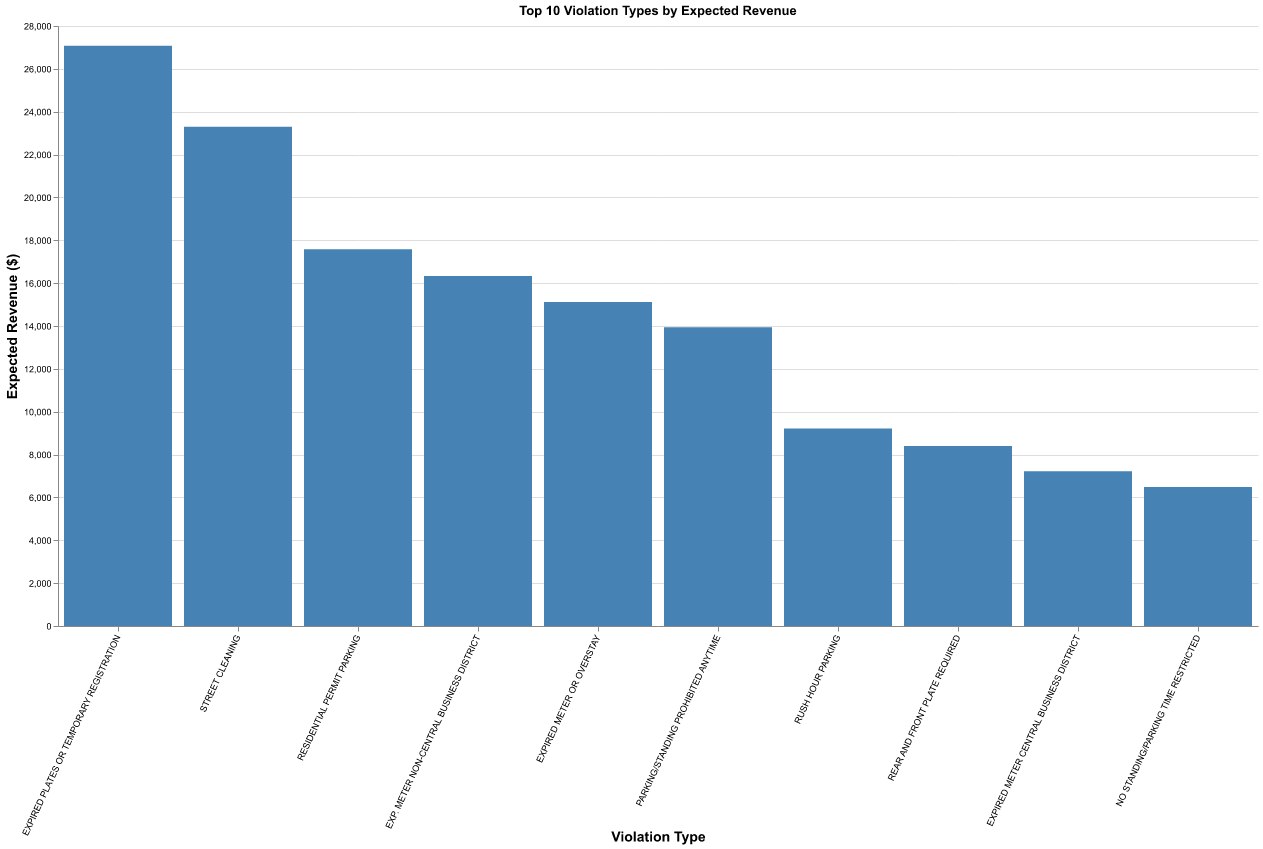 Top 10 Violation Types by Expected Revenue
28,000
26,000
24,000
22,000
20,000
18,000
16,000
14,000
12,000
10,000
8,000
6,000
4,000
2,000
0
Expected Revenue ($)
EXPIRED PLATES OR TEMPORARY REGISTRATION
STREET CLEANING
RESIDENTIAL PERMIT PARKING
EXP. METER NON-CENTRAL BUSINESS DISTRICT
EXPIRED METER OR OVERSTAY
PARKING/STANDING PROHIBITED ANYTIME
RUSH HOUR PARKING
REAR AND FRONT PLATE REQUIRED
EXPIRED METER CENTRAL BUSINESS DISTRICT
NO STANDING/PARKING TIME RESTRICTED
Violation Type